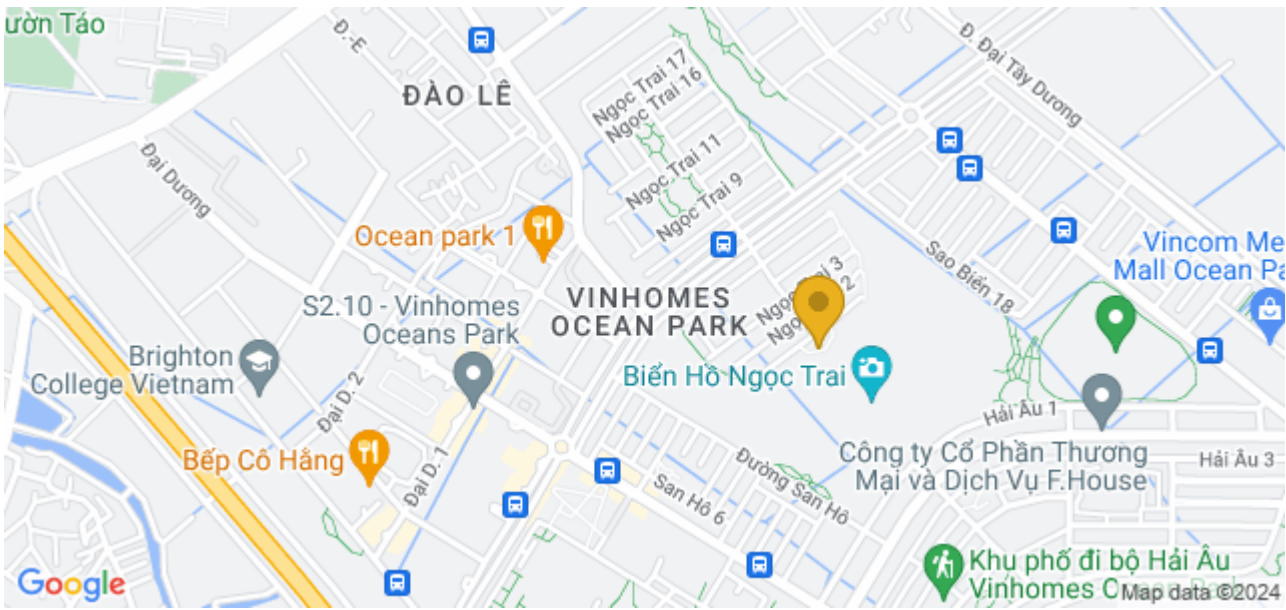 ườn Táo
Đ.-E
ĐÀO LÊ
Ngọc Trai 17
Ngọc Trai 16
Đ. Đại Tây Dương
Đại Dương
Ngọc Trai 11
Ngọc Trai 9
Ocean park 1
Sao Biển 18
Vincom Me
Mall Ocean Pa
Ngọc Trai 3
2
S2.10 - Vinhomes
Oceans Park
VINHOMES
OCEAN PARK
Brighton
College Vietnam
Biển Hồ Ngọc Trai
Đại D. 2
Hải Âu 1
Bếp Cô Hằng
Đại D. 1
San Hô 6
Đường San Hô
Công ty Cổ Phần Thương
Mại và Dịch Vụ F.House
Hải Âu 3
Khu phố đi bộ Hải Âu
Vinhomes
Google
Map data ©2024